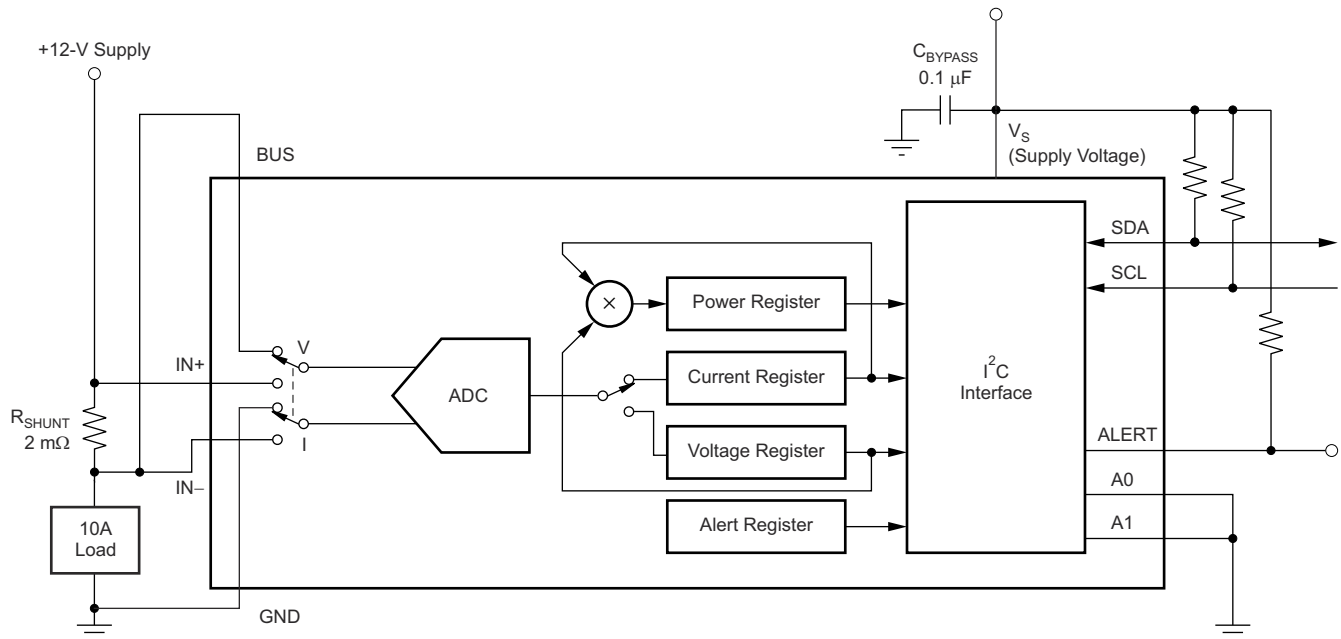 +12-V Supply
C_BYPASS
0.1 μF
V_S
(Supply Voltage)
BUS
SDA
SCL
×
Power Register
V
IN+
ADC
Current Register
I²C
Interface
R_SHUNT
2 mΩ
I
Voltage Register
ALERT
IN–
A0
10A
Load
Alert Register
A1
GND